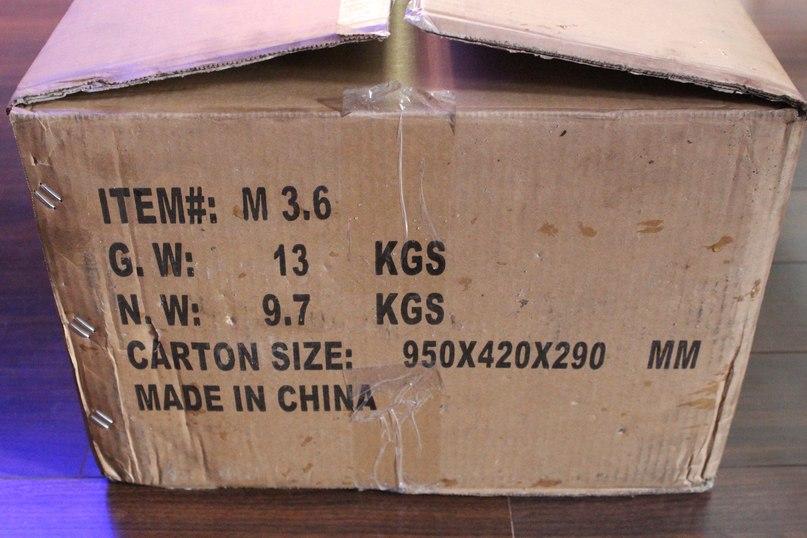 ITEM#: M 3.6
G. W: 13 KGS
N. W: 9.7 KGS
CARTON SIZE: 950X420X290 MM
MADE IN CHINA